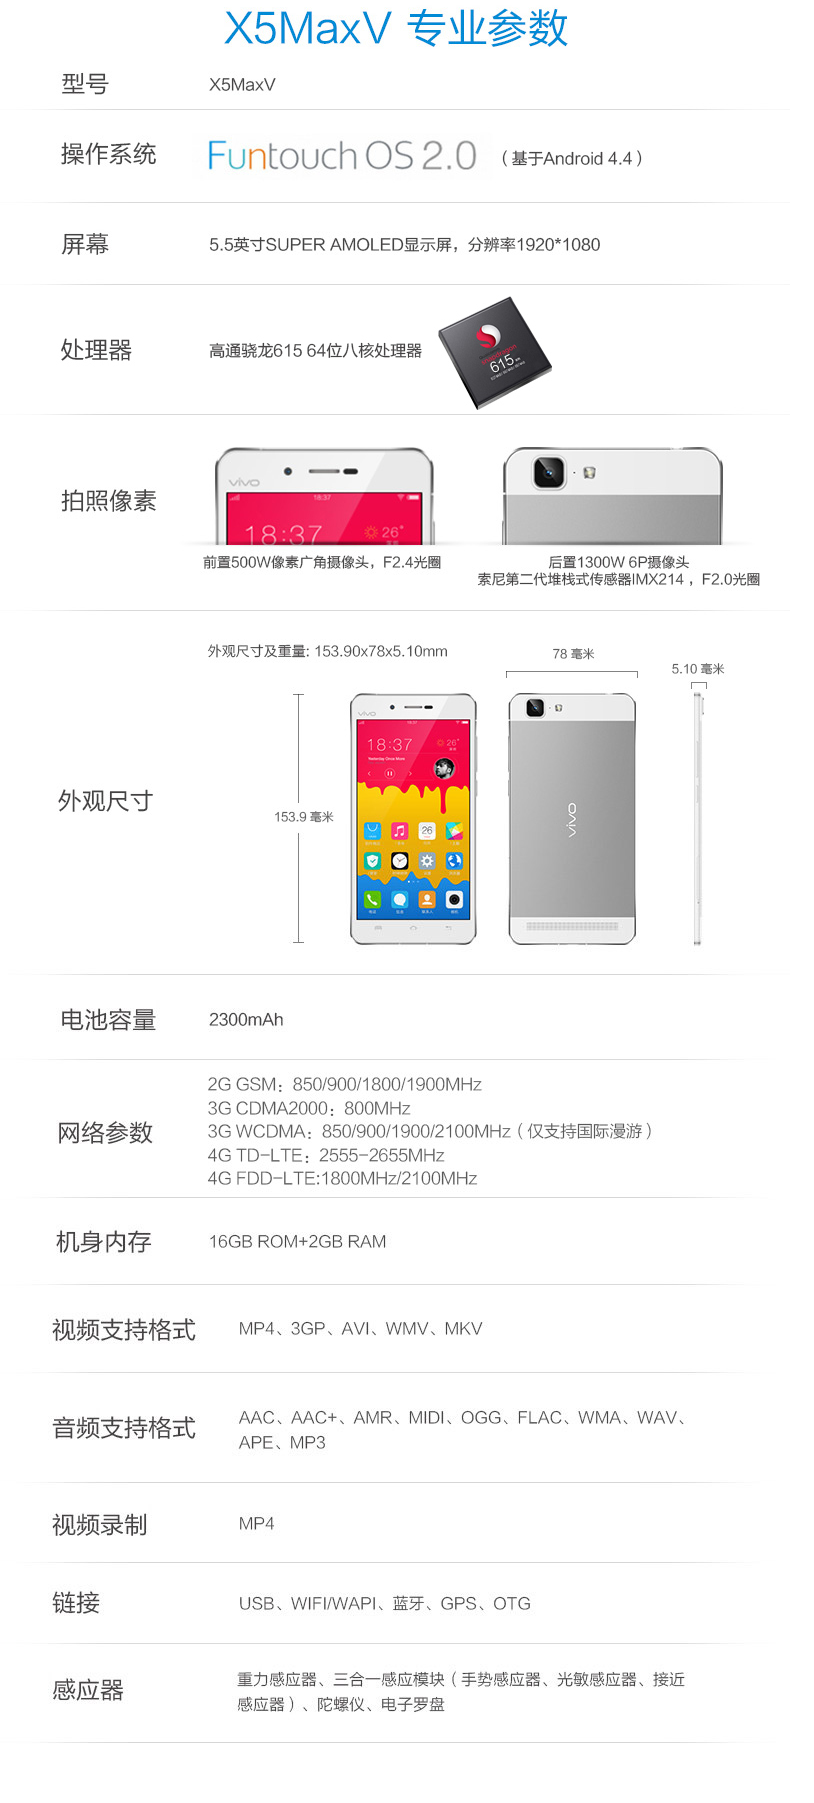 X5MaxV 专业参数
型号
X5MaxV
操作系统
Funtouch OS 2.0
（基于Android 4.4）
屏幕
5.5英寸SUPER AMOLED显示屏，分辨率1920*1080
处理器
高通骁龙615 64位八核处理器
615
拍照像素
vivo
18:37
18:37
26°
前置500W像素广角摄像头，F2.4光圈
后置1300W 6P摄像头
索尼第二代堆栈式传感器IMX214，F2.0光圈
外观尺寸及重量: 153.90x78x5.10mm
78 毫米
5.10 毫米
外观尺寸
153.9 毫米
vivo
18:37
18:37
26°
Yesterday Once More
26
vivo
电池容量
2300mAh
网络参数
2G GSM：850/900/1800/1900MHz
3G CDMA2000：800MHz
3G WCDMA：850/900/1900/2100MHz（仅支持国际漫游）
4G TD-LTE：2555-2655MHz
4G FDD-LTE:1800MHz/2100MHz
机身内存
16GB ROM+2GB RAM
视频支持格式
MP4、3GP、AVI、WMV、MKV
音频支持格式
AAC、AAC+、AMR、MIDI、OGG、FLAC、WMA、WAV、
APE、MP3
视频录制
MP4
链接
USB、WIFI/WAPI、蓝牙、GPS、OTG
感应器
重力感应器、三合一感应模块（手势感应器、光敏感应器、接近
感应器）、陀螺仪、电子罗盘